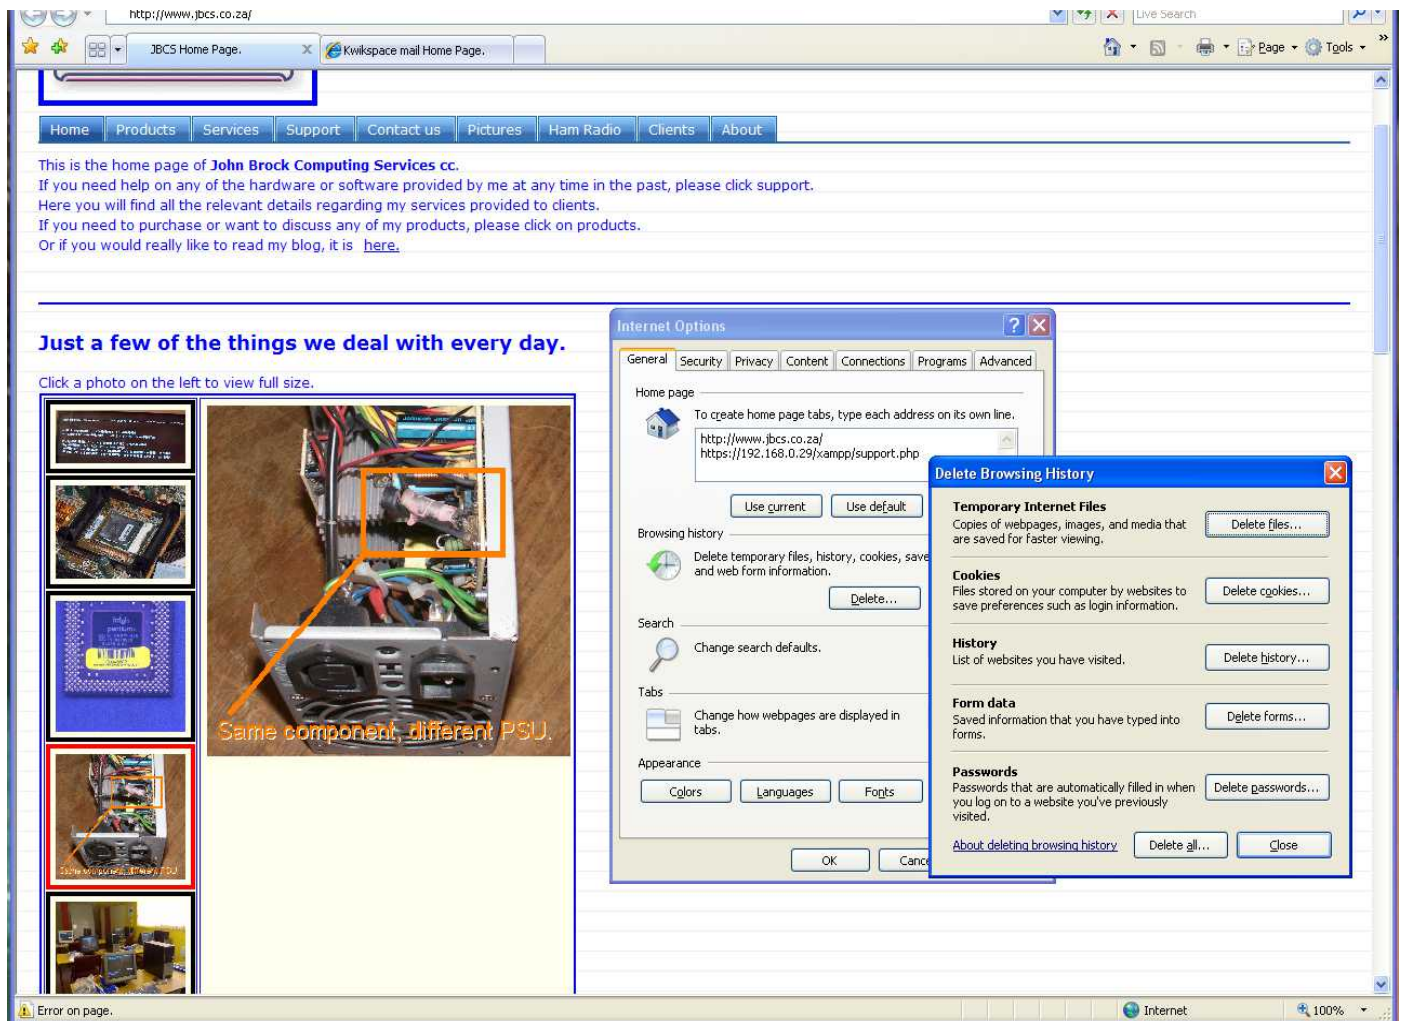 http://www.jbcs.co.za/
Live Search
JBCS Home Page.
Kwikspace mail Home Page.
Page
Tools
Home Products Services Support Contact us Pictures Ham Radio Clients About
This is the home page of John Brock Computing Services cc.
If you need help on any of the hardware or software provided by me at any time in the past, please click support.
Here you will find all the relevant details regarding my services provided to clients.
If you need to purchase or want to discuss any of my products, please click on products.
Or if you would really like to read my blog, it is here.
Just a few of the things we deal with every day.
Click a photo on the left to view full size.
intel
pentium
Same component, different PSU.
Same component, different PSU
Internet Options
General Security Privacy Content Connections Programs Advanced
Home page
To create home page tabs, type each address on its own line.
http://www.jbcs.co.za/
https://192.168.0.29/xampp/support.php
Use current Use default
Browsing history
Delete temporary files, history, cookies, save
and web form information.
Delete...
Search
Change search defaults.
Tabs
Change how webpages are displayed in
tabs.
Appearance
Colors Languages Fonts
OK Cance
Delete Browsing History
Temporary Internet Files
Copies of webpages, images, and media that
are saved for faster viewing.
Delete files...
Cookies
Files stored on your computer by websites to
save preferences such as login information.
Delete cookies...
History
List of websites you have visited.
Delete history...
Form data
Saved information that you have typed into
forms.
Delete forms...
Passwords
Passwords that are automatically filled in when
you log on to a website you've previously
visited.
Delete passwords...
About deleting browsing history Delete all... Close
Error on page.
Internet
100%